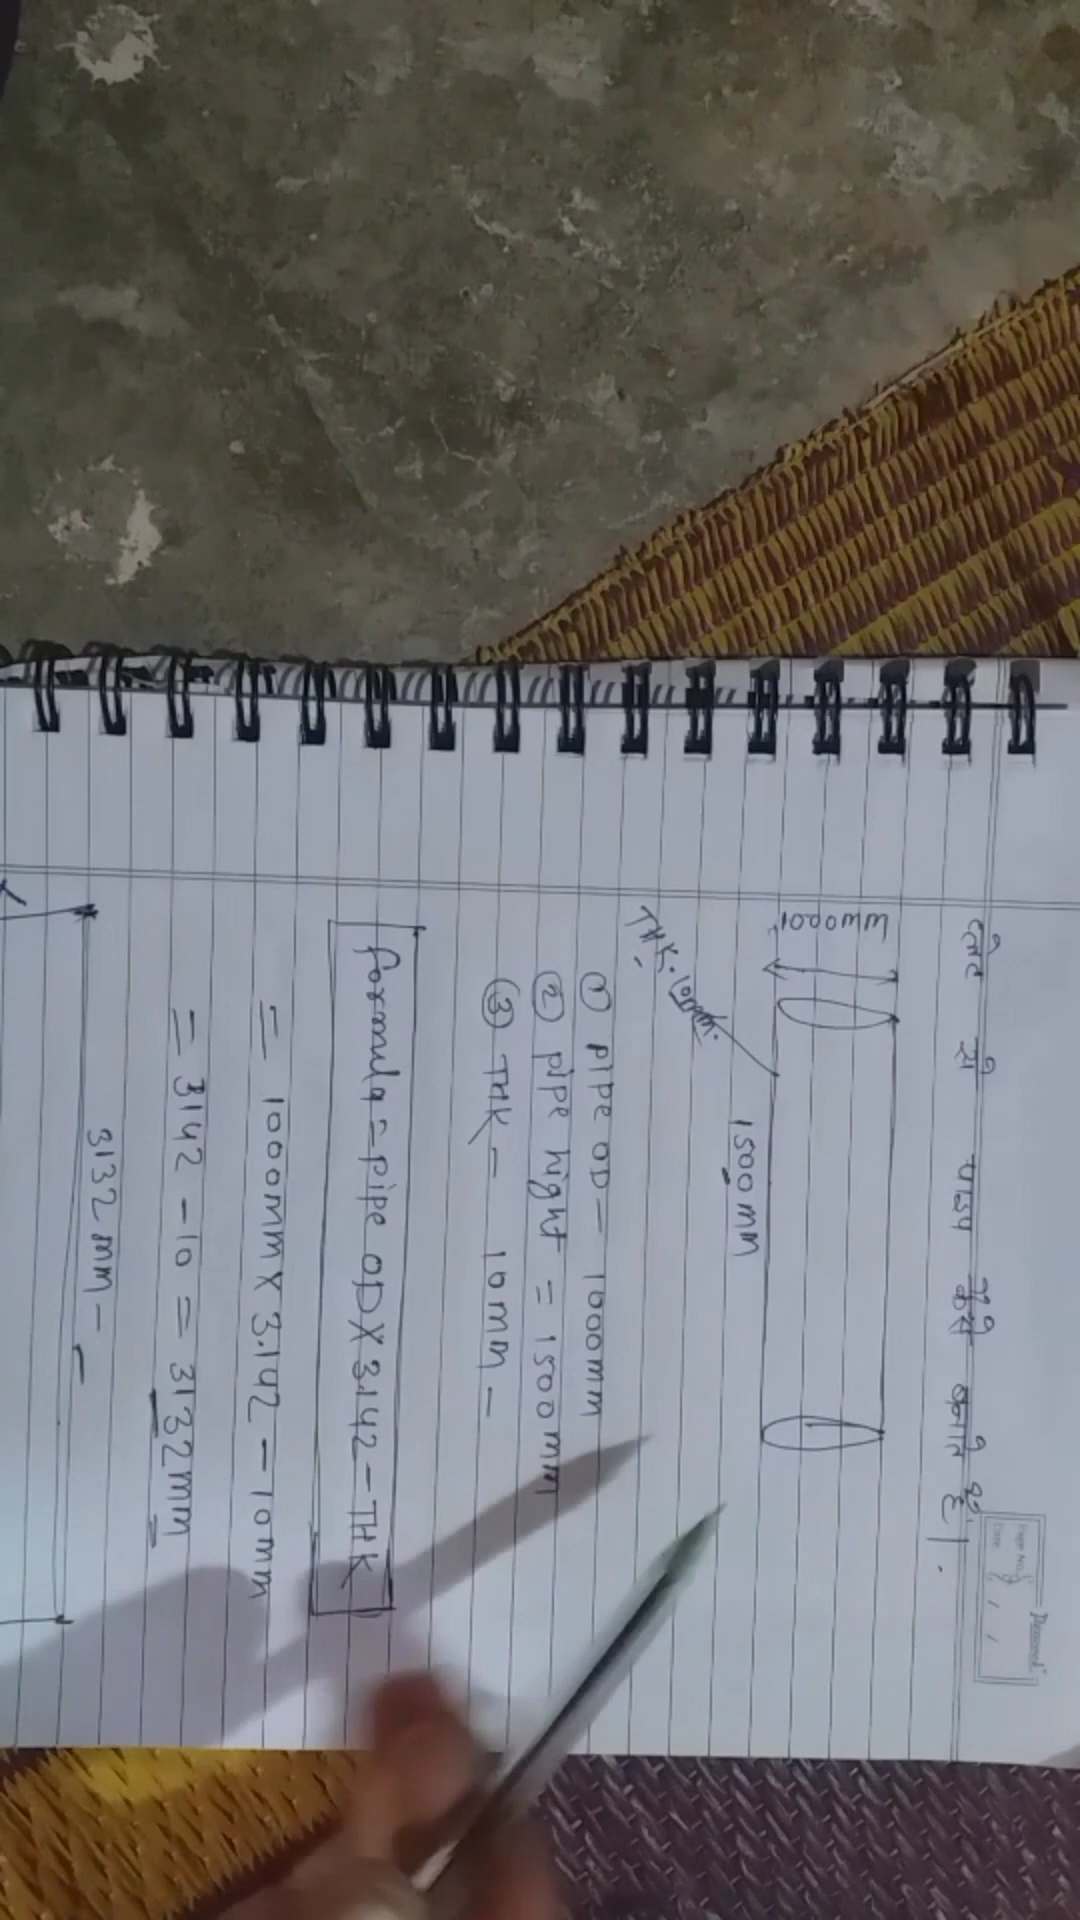 प्लेट से पाइप कैसे बनाते हैं।
1000mm
THK. 10mm.
1500mm
① pipe OD = 1000mm
② pipe hight = 1500mm
③ THK = 10mm -
formula = pipe OD X 3.142 - THK
= 1000mm X 3.142 - 10mm
= 3142 - 10 = 3132mm =
3132mm -